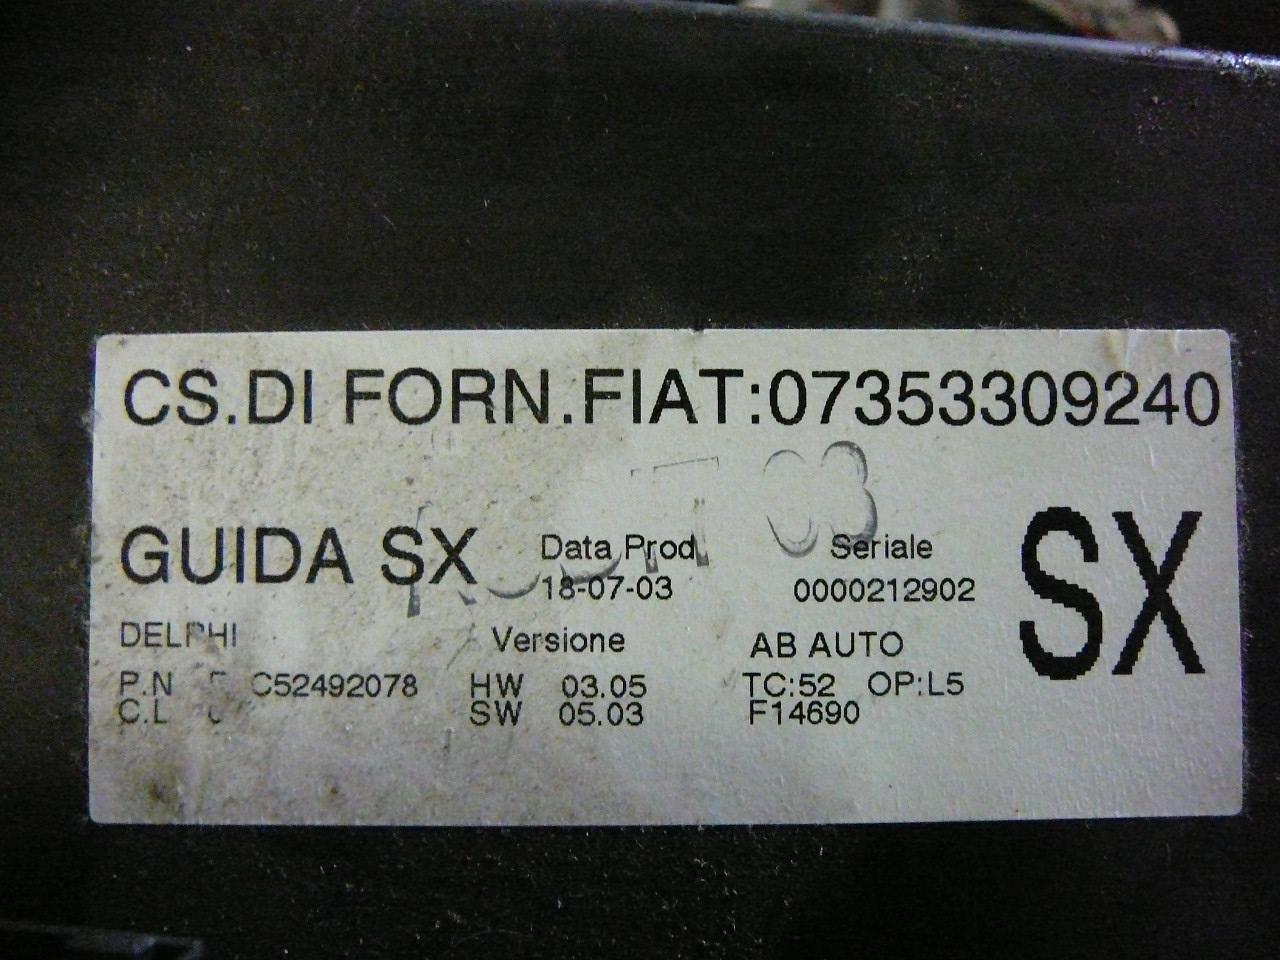 CS.DI FORN.FIAT:07353309240
GUIDA SX Data Prod Seriale SX
18-07-03 0000212902
DELPHI Versione AB AUTO
P.N C52492078 HW 03.05 TC:52 OP:L5
C.L SW 05.03 F14690